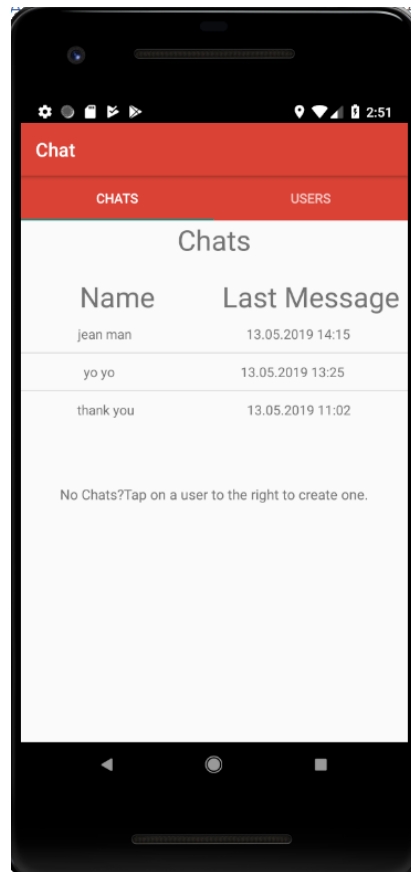 2:51
Chat
CHATS USERS
Chats
Name Last Message
jean man 13.05.2019 14:15
yo yo 13.05.2019 13:25
thank you 13.05.2019 11:02
No Chats?Tap on a user to the right to create one.